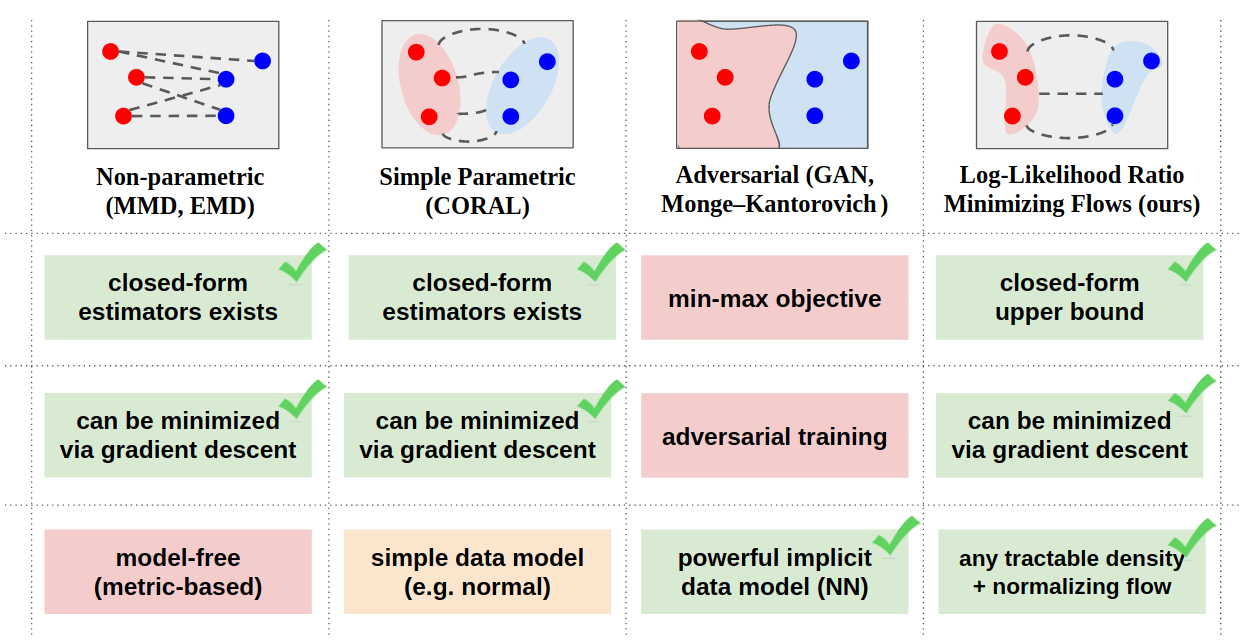 Non-parametric
(MMD, EMD)
Simple Parametric
(CORAL)
Adversarial (GAN,
Monge–Kantorovich)
Log-Likelihood Ratio
Minimizing Flows (ours)
closed-form
estimators exists
closed-form
estimators exists
min-max objective
closed-form
upper bound
can be minimized
via gradient descent
can be minimized
via gradient descent
adversarial training
can be minimized
via gradient descent
model-free
(metric-based)
simple data model
(e.g. normal)
powerful implicit
data model (NN)
any tractable density
+ normalizing flow